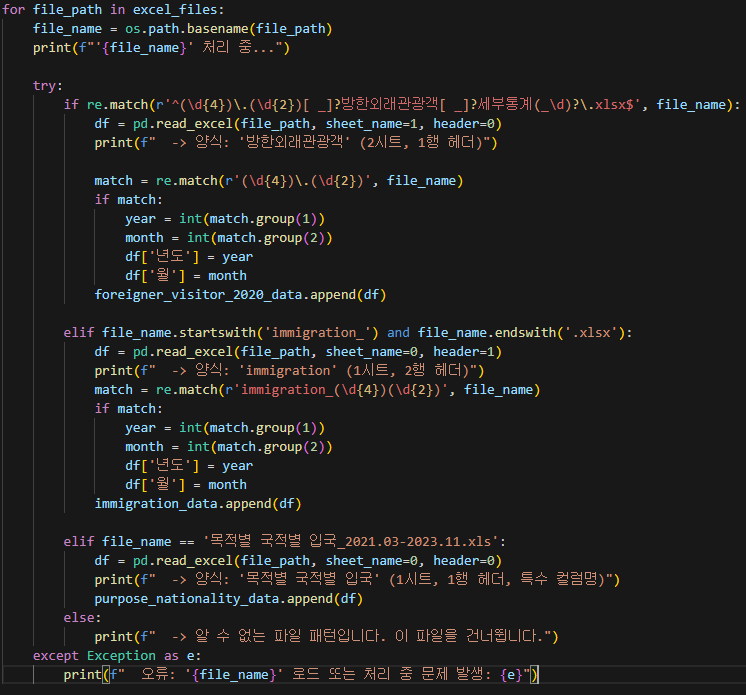 for file_path in excel_files:
    file_name = os.path.basename(file_path)
    print(f"'{file_name}' 처리 중...")

    try:
        if re.match(r'^(\d{4})\.(\d{2})[ _]?방한외래관광객[ _]?세부통계(_\d)?\.xlsx$', file_name):
            df = pd.read_excel(file_path, sheet_name=1, header=0)
            print(f"  -> 양식: '방한외래관광객' (2시트, 1행 헤더)")

            match = re.match(r'(\d{4})\.(\d{2})', file_name)
            if match:
                year = int(match.group(1))
                month = int(match.group(2))
                df['년도'] = year
                df['월'] = month
            foreigner_visitor_2020_data.append(df)

        elif file_name.startswith('immigration_') and file_name.endswith('.xlsx'):
            df = pd.read_excel(file_path, sheet_name=0, header=1)
            print(f"  -> 양식: 'immigration' (1시트, 2행 헤더)")
            match = re.match(r'immigration_(\d{4})(\d{2})', file_name)
            if match:
                year = int(match.group(1))
                month = int(match.group(2))
                df['년도'] = year
                df['월'] = month
            immigration_data.append(df)

        elif file_name == '목적별 국적별 입국_2021.03-2023.11.xls':
            df = pd.read_excel(file_path, sheet_name=0, header=0)
            print(f"  -> 양식: '목적별 국적별 입국' (1시트, 1행 헤더, 특수 컬럼명)")
            purpose_nationality_data.append(df)
        else:
            print(f"  -> 알 수 없는 파일 패턴입니다. 이 파일을 건너뜁니다.")
    except Exception as e:
        print(f"  오류: '{file_name}' 로드 또는 처리 중 문제 발생: {e}")